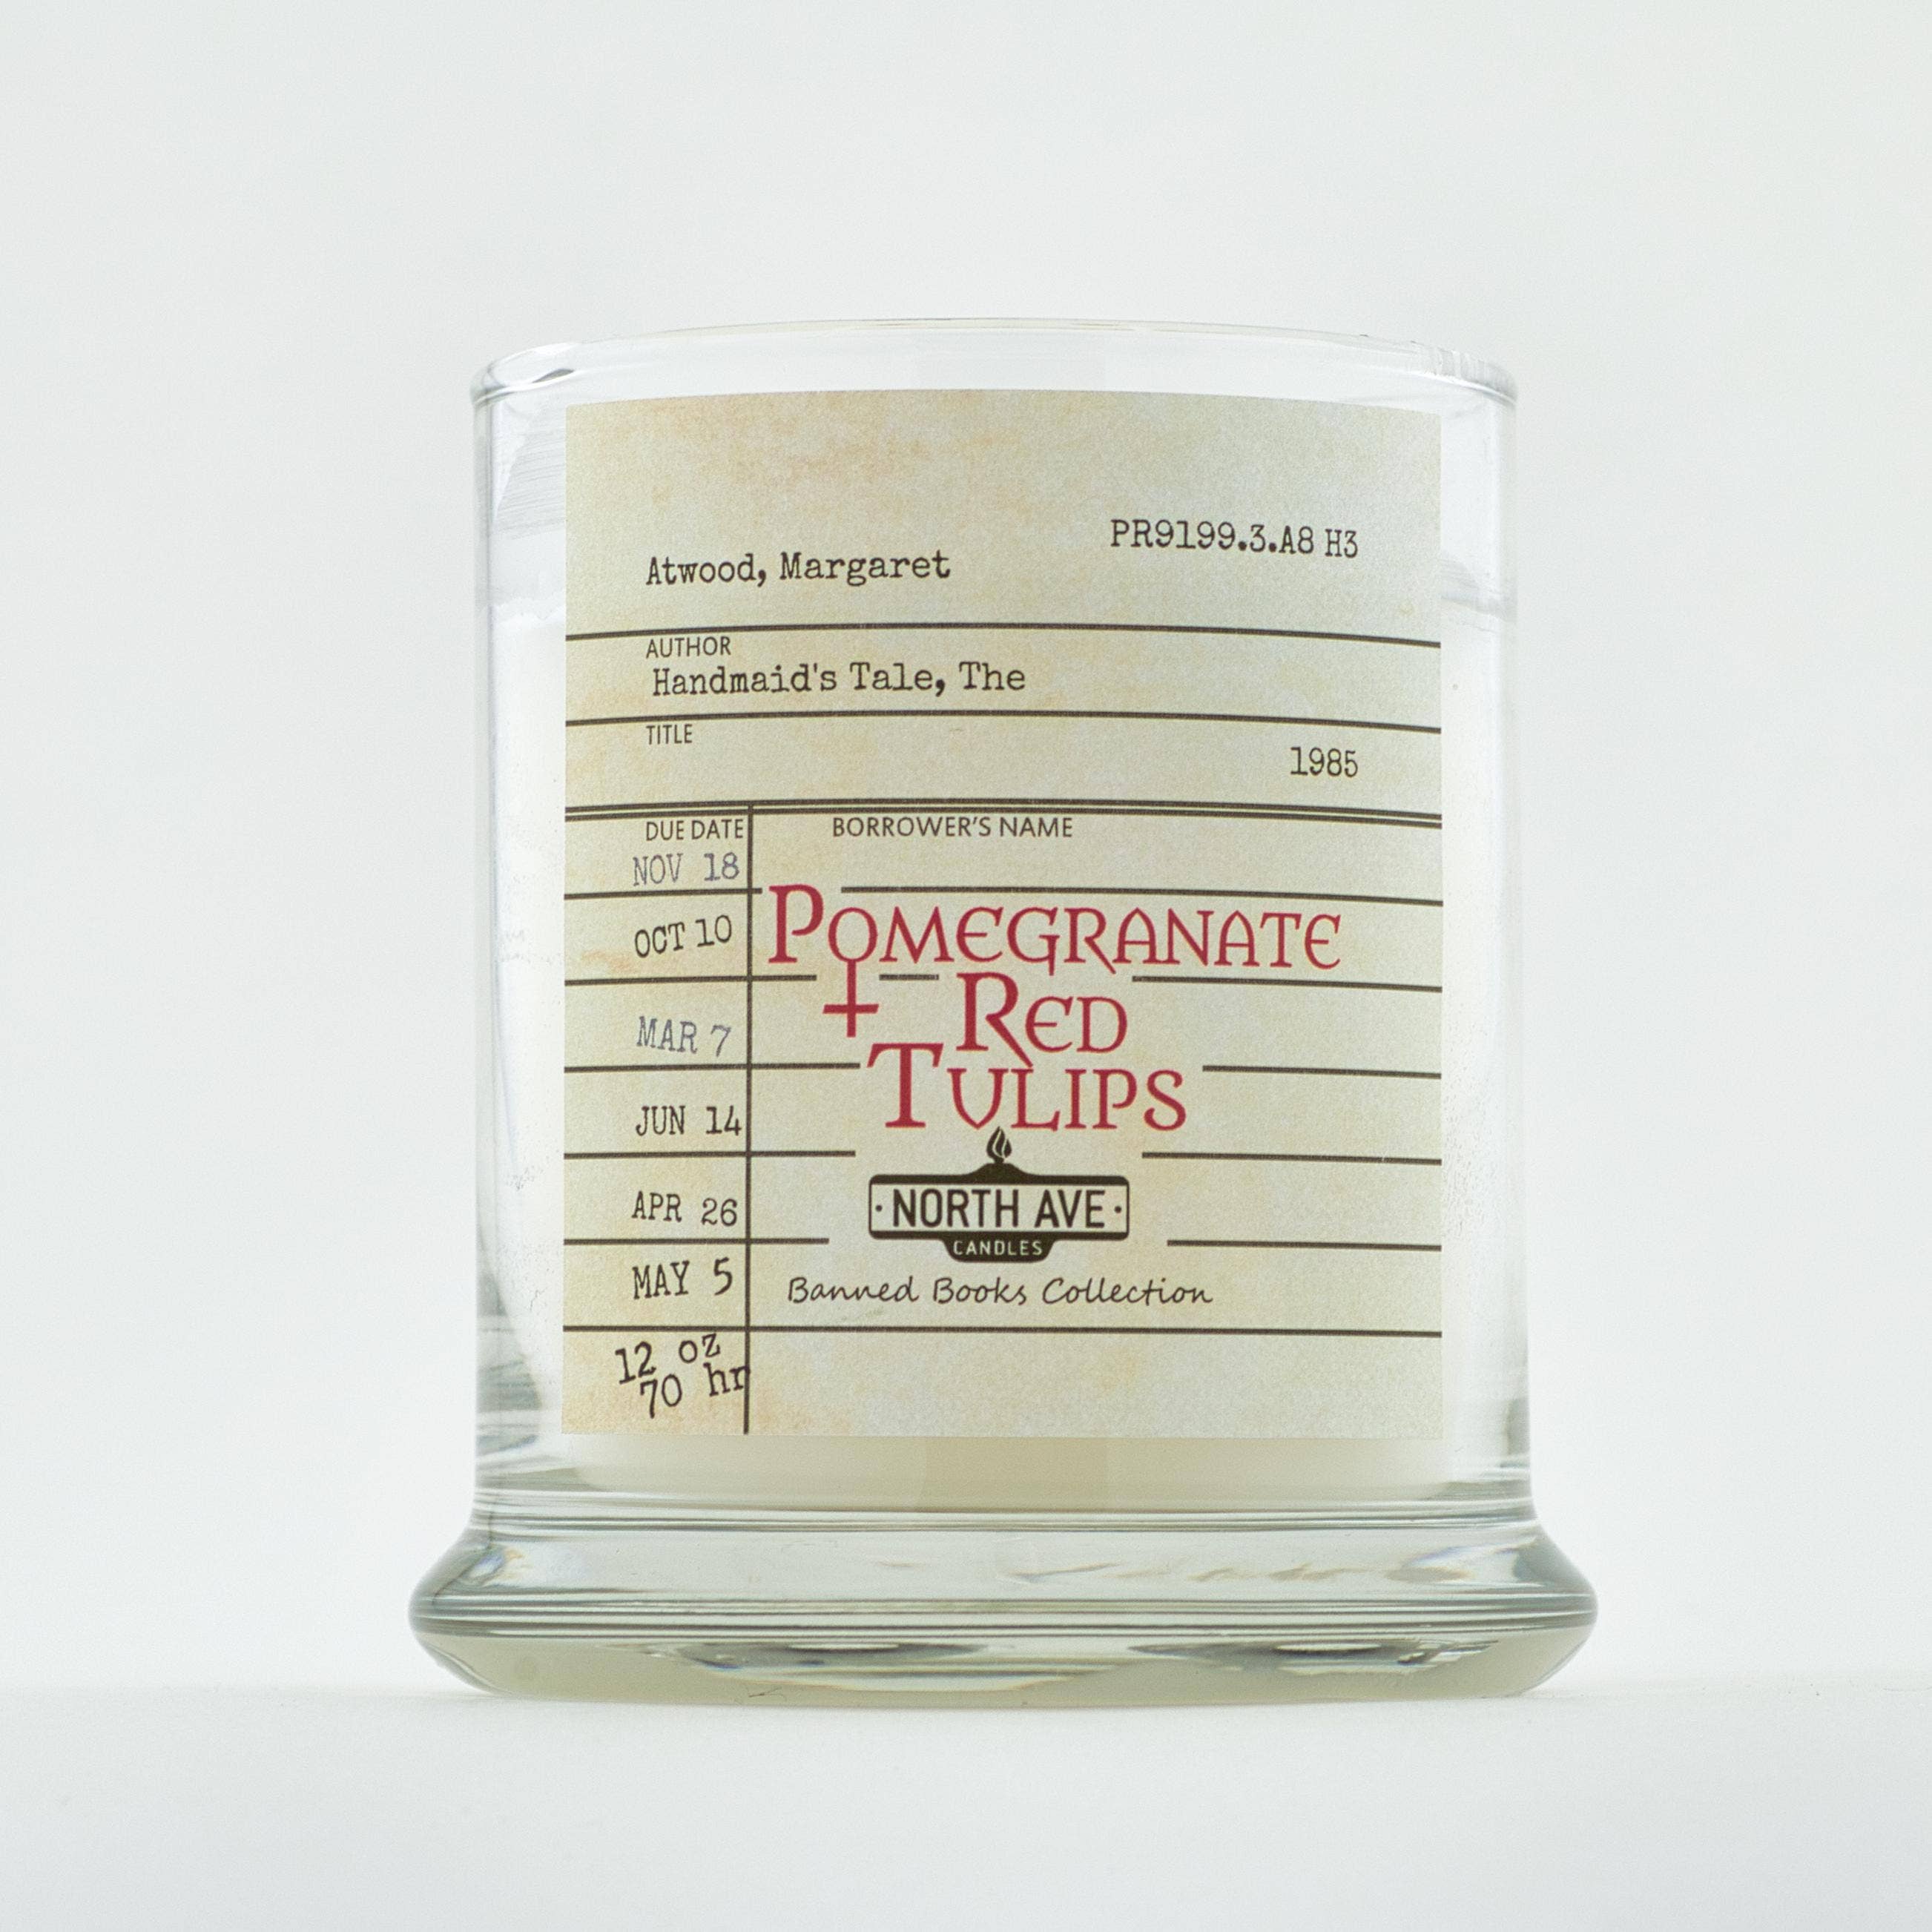 PR9199.3.A8 H3
Atwood, Margaret
AUTHOR
Handmaid's Tale, The
TITLE
1985
DUE DATE BORROWER'S NAME
NOV 18
OCT 10
MAR 7
JUN 14
APR 26
MAY 5
12 oz
70 hr
POMEGRANATE
+ RED
TULIPS
·NORTH AVE·
CANDLES
Banned Books Collection